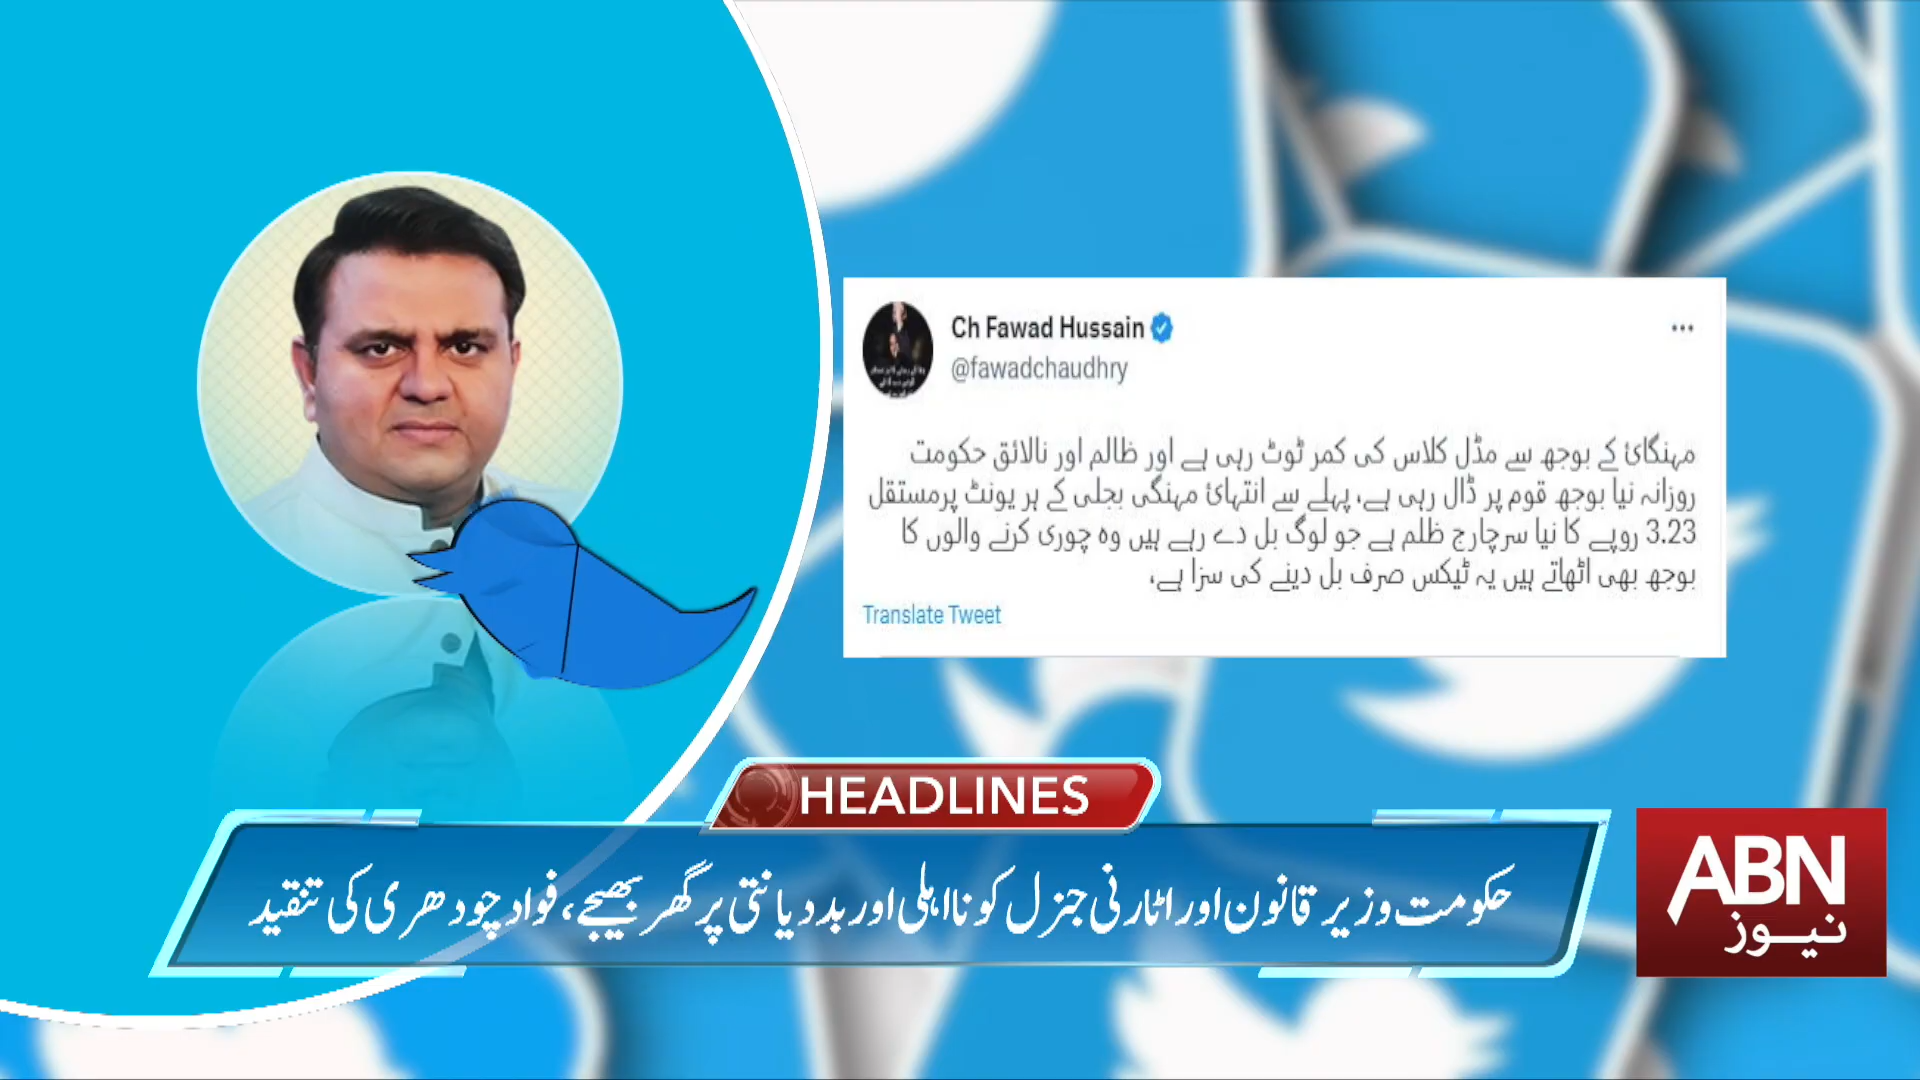 Ch Fawad Hussain
@fawadchaudhry
مہنگائ کے بوجھ سے مڈل کلاس کی کمر ٹوٹ رہی ہے اور ظالم اور نالائق حکومت
روزانہ نیا بوجھ قوم پر ڈال رہی ہے، پہلے سے انتہائ مہنگی بجلی کے ہر یونٹ پرمستقل
3.23 روپے کا نیا سرچارج ظلم ہے جو لوگ بل دے رہے ہیں وہ چوری کرنے والوں کا
بوجھ بھی اٹھاتے ہیں یہ ٹیکس صرف بل دینے کی سزا ہے،
Translate Tweet
HEADLINES
حکومت وزیر قانون اور اٹارنی جنرل کو نااہلی اور بددیانتی پر گھر بھیجے، فواد چودھری کی تنقید
ABN
نیوز